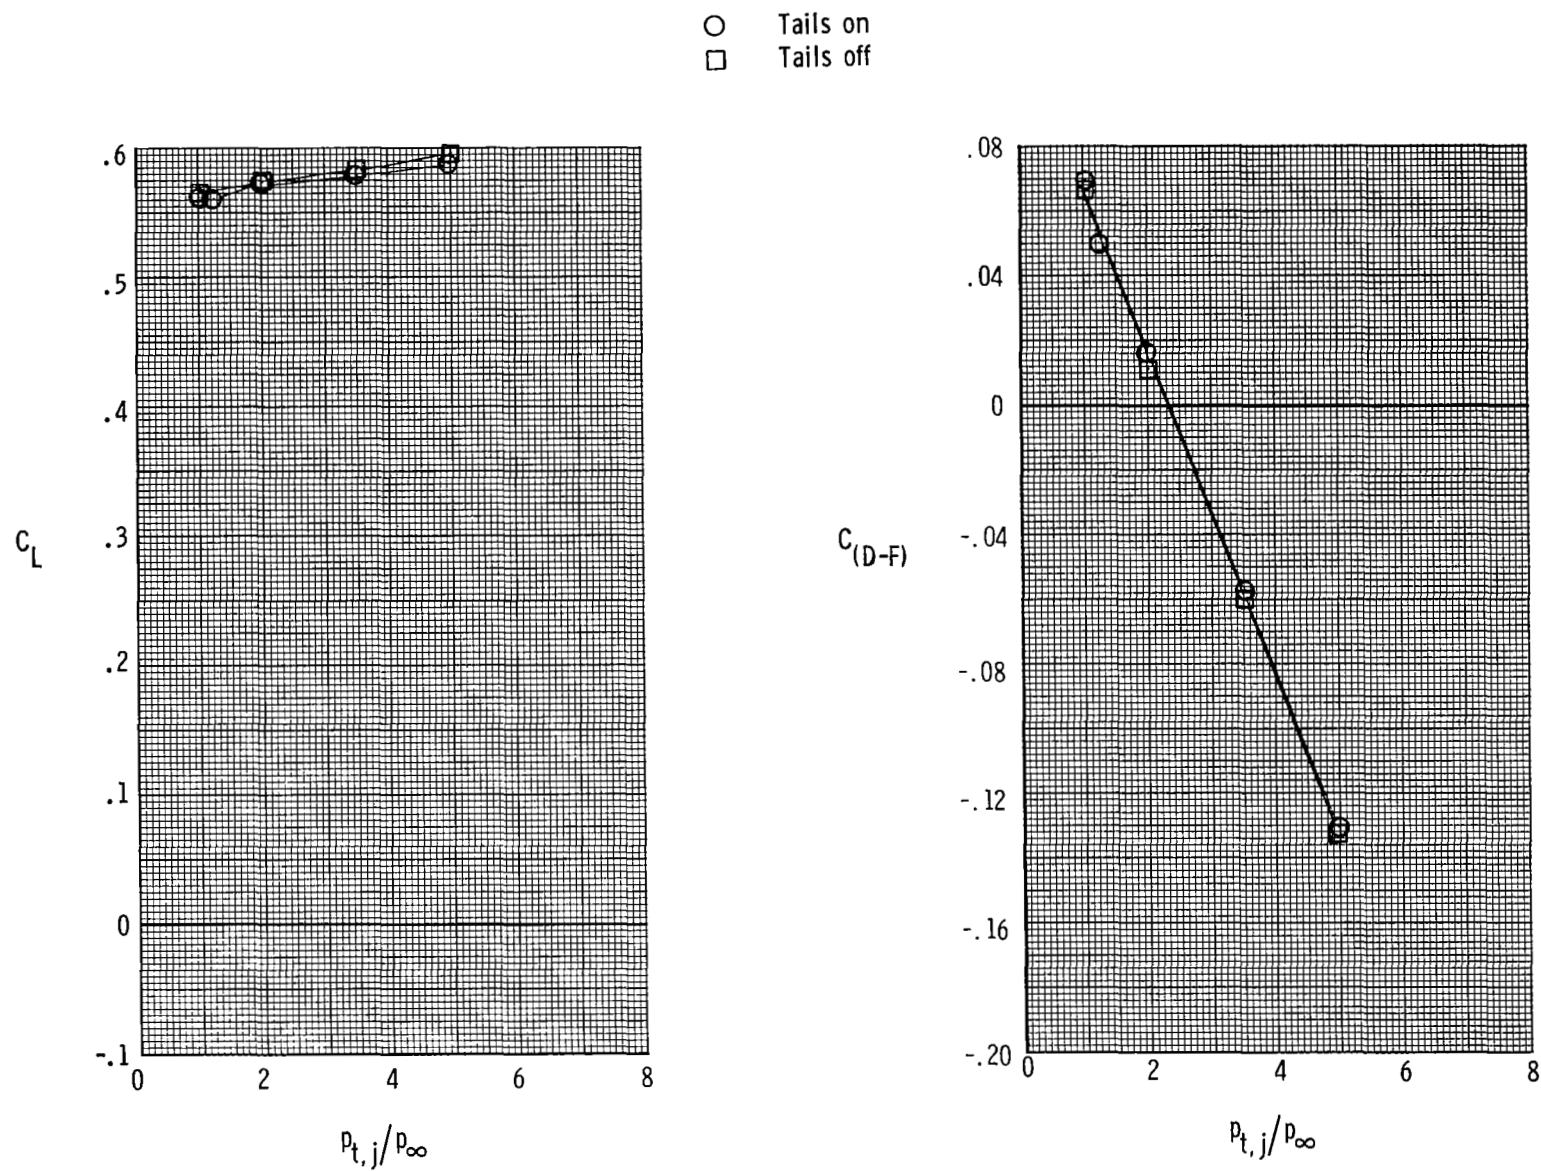 Tails on
Tails off
.6
.5
.4
.3
.2
.1
0
-.1
C_L
0 2 4 6 8
p_t,j/p_∞
.08
.04
0
-.04
-.08
-.12
-.16
-.20
C_(D-F)
0 2 4 6 8
p_t,j/p_∞